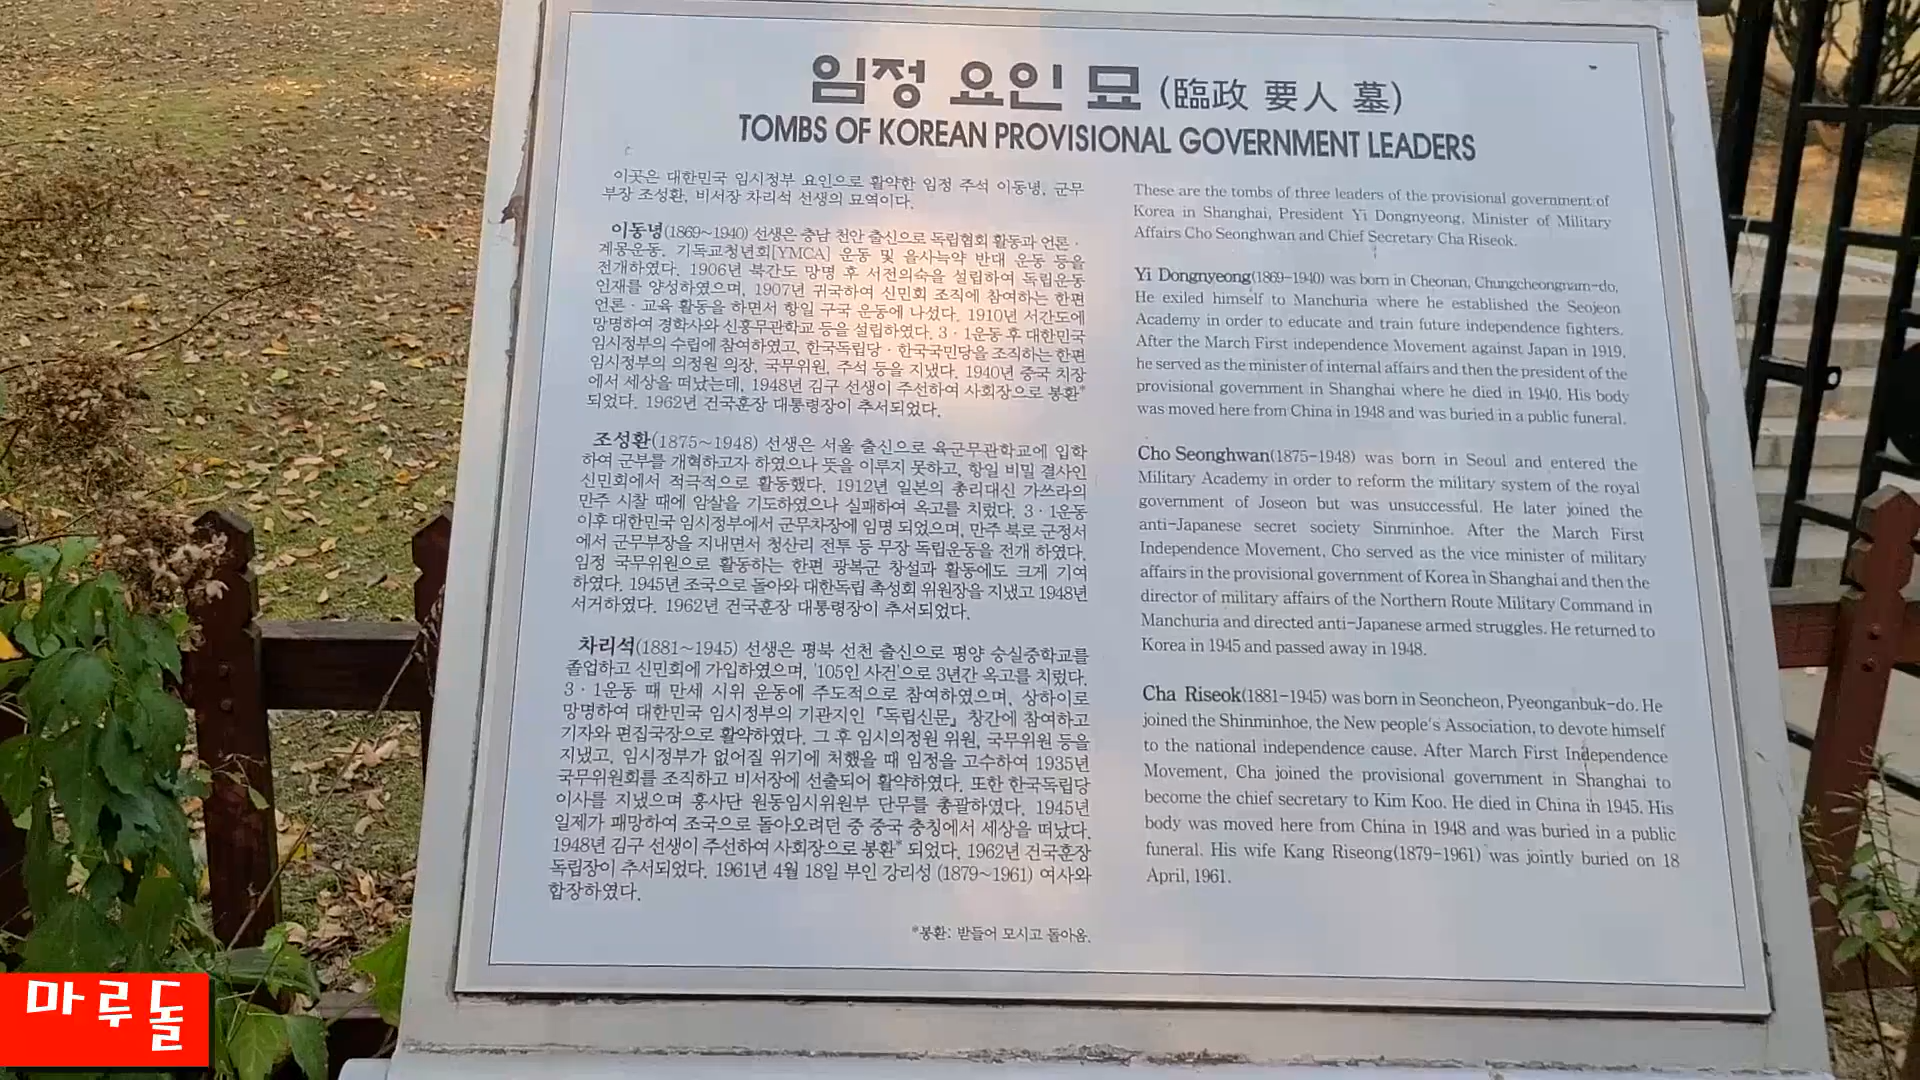 임정 요인 묘 (臨政 要人 墓)
TOMBS OF KOREAN PROVISIONAL GOVERNMENT LEADERS
이곳은 대한민국 임시정부 요인으로 활약한 임정 주석 이동녕, 군무
부장 조성환, 비서장 차리석 선생의 묘역이다.
이동녕(1869~1940) 선생은 충남 천안 출신으로 독립협회 활동과 언론·
계몽운동, 기독교청년회[YMCA] 운동 및 을사늑약 반대 운동 등을
전개하였다. 1906년 북간도 망명 후 서전의숙을 설립하여 독립운동
인재를 양성하였으며, 1907년 귀국하여 신민회 조직에 참여하는 한편
언론·교육 활동을 하면서 항일 구국 운동에 나섰다. 1910년 서간도에
망명하여 경학사와 신흥무관학교 등을 설립하였다. 3·1운동 후 대한민국
임시정부의 수립에 참여하였고, 한국독립당·한국국민당을 조직하는 한편
임시정부의 의정원 의장, 국무위원, 주석 등을 지냈다. 1940년 중국 치장
에서 세상을 떠났는데, 1948년 김구 선생이 주선하여 사회장으로 봉환*
되었다. 1962년 건국훈장 대통령장이 추서되었다.
조성환(1875~1948) 선생은 서울 출신으로 육군무관학교에 입학
하여 군부를 개혁하고자 하였으나 뜻을 이루지 못하고, 항일 비밀 결사인
신민회에서 적극적으로 활동했다. 1912년 일본의 총리대신 가쓰라의
만주 시찰 때에 암살을 기도하였으나 실패하여 옥고를 치렀다. 3·1운동
이후 대한민국 임시정부에서 군무차장에 임명 되었으며, 만주 북로 군정서
에서 군무부장을 지내면서 청산리 전투 등 무장 독립운동을 전개 하였다.
임정 국무위원으로 활동하는 한편 광복군 창설과 활동에도 크게 기여
하였다. 1945년 조국으로 돌아와 대한독립 촉성회 위원장을 지냈고 1948년
서거하였다. 1962년 건국훈장 대통령장이 추서되었다.
차리석(1881~1945) 선생은 평북 선천 출신으로 평양 숭실중학교를
졸업하고 신민회에 가입하였으며, '105인 사건'으로 3년간 옥고를 치렀다.
3·1운동 때 만세 시위 운동에 주도적으로 참여하였으며, 상하이로
망명하여 대한민국 임시정부의 기관지인 『독립신문』 창간에 참여하고
기자와 편집국장으로 활약하였다. 그 후 임시의정원 위원, 국무위원 등을
지냈고, 임시정부가 없어질 위기에 처했을 때 임정을 고수하여 1935년
국무위원회를 조직하고 비서장에 선출되어 활약하였다. 또한 한국독립당
이사를 지냈으며 흥사단 원동임시위원부 단무를 총괄하였다. 1945년
일제가 패망하여 조국으로 돌아오려던 중 중국 충칭에서 세상을 떠났다.
1948년 김구 선생이 주선하여 사회장으로 봉환* 되었다. 1962년 건국훈장
독립장이 추서되었다. 1961년 4월 18일 부인 강리성 (1879~1961) 여사와
합장하였다.
*봉환: 받들어 모시고 돌아옴.
These are the tombs of three leaders of the provisional government of
Korea in Shanghai, President Yi Dongnyeong, Minister of Military
Affairs Cho Seonghwan and Chief Secretary Cha Riseok.
Yi Dongnyeong(1869-1940) was born in Cheonan, Chungcheongnam-do,
He exiled himself to Manchuria where he established the Seojeon
Academy in order to educate and train future independence fighters.
After the March First independence Movement against Japan in 1919,
he served as the minister of internal affairs and then the president of the
provisional government in Shanghai where he died in 1940. His body
was moved here from China in 1948 and was buried in a public funeral.
Cho Seonghwan(1875-1948) was born in Seoul and entered the
Military Academy in order to reform the military system of the royal
government of Joseon but was unsuccessful. He later joined the
anti-Japanese secret society Sinminhoe. After the March First
Independence Movement, Cho served as the vice minister of military
affairs in the provisional government of Korea in Shanghai and then the
director of military affairs of the Northern Route Military Command in
Manchuria and directed anti-Japanese armed struggles. He returned to
Korea in 1945 and passed away in 1948.
Cha Riseok(1881-1945) was born in Seoncheon, Pyeonganbuk-do. He
joined the Shinminhoe, the New people's Association, to devote himself
to the national independence cause. After March First Independence
Movement, Cha joined the provisional government in Shanghai to
become the chief secretary to Kim Koo. He died in China in 1945. His
body was moved here from China in 1948 and was buried in a public
funeral. His wife Kang Riseong(1879-1961) was jointly buried on 18
April, 1961.
마루돌